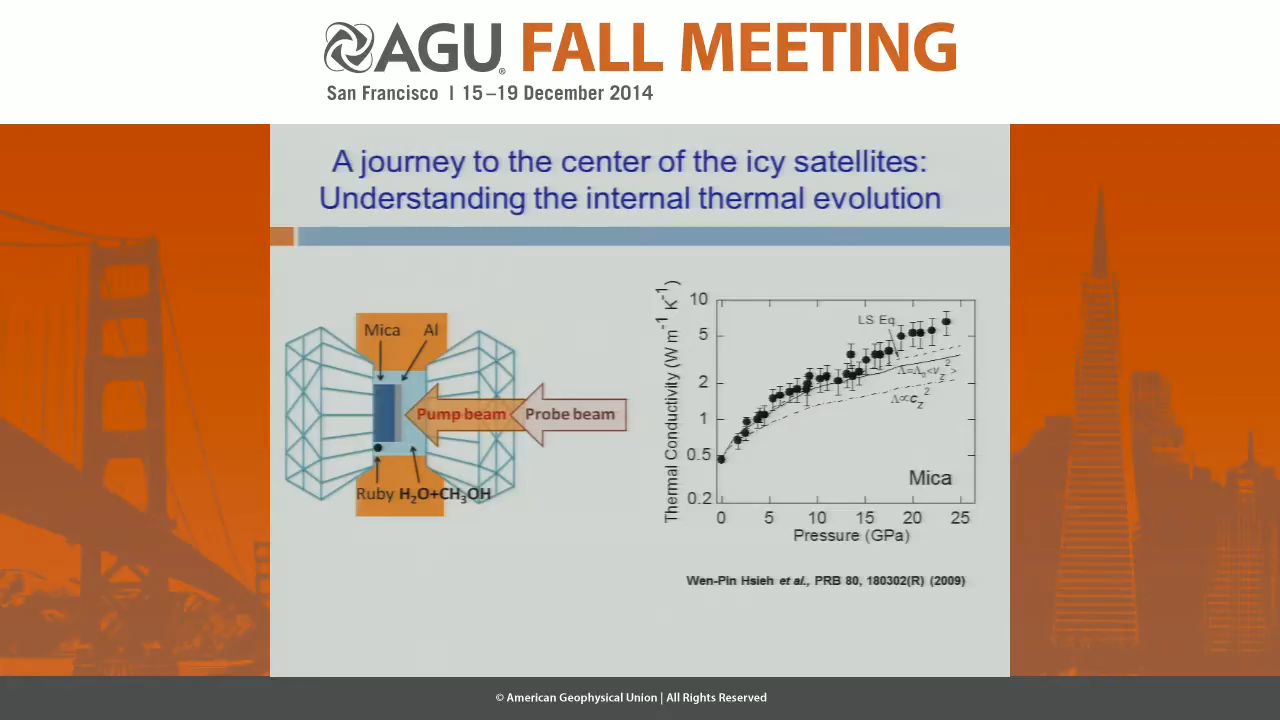 AGU FALL MEETING
San Francisco | 15–19 December 2014
A journey to the center of the icy satellites:
Understanding the internal thermal evolution
Mica Al
Pump beam Probe beam
Ruby H₂O+CH₃OH
Thermal Conductivity (W m⁻¹ K⁻¹)
10
5
2
1
0.5
0.2
LS Eq.
Λ=Λ₀<v_z²>
Λ∝c_z²
Mica
0 5 10 15 20 25
Pressure (GPa)
Wen-Pin Hsieh et al., PRB 80, 180302(R) (2009)
© American Geophysical Union | All Rights Reserved